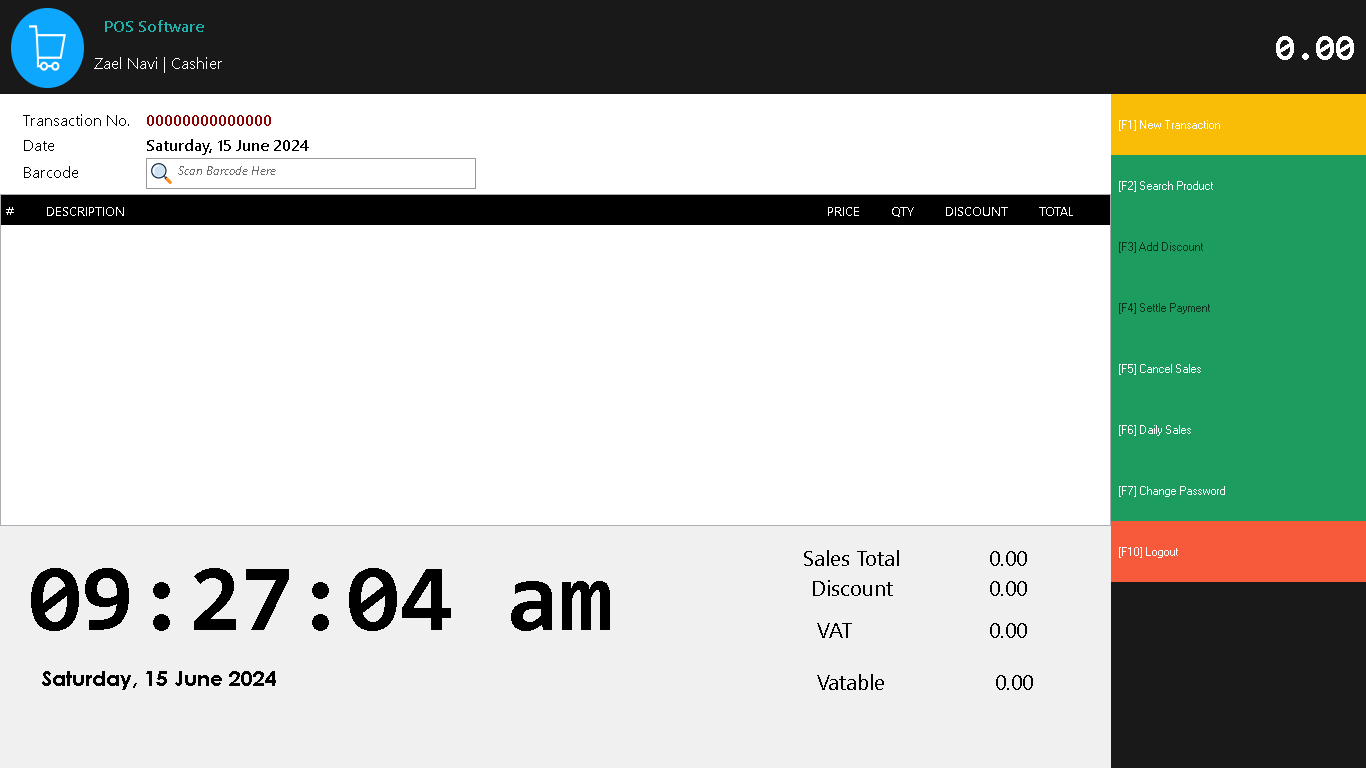 POS Software
Zael Navi | Cashier
0.00
Transaction No. 00000000000000
Date Saturday, 15 June 2024
Barcode Scan Barcode Here
# DESCRIPTION PRICE QTY DISCOUNT TOTAL
[F1] New Transaction
[F2] Search Product
[F3] Add Discount
[F4] Settle Payment
[F5] Cancel Sales
[F6] Daily Sales
[F7] Change Password
[F10] Logout
09:27:04 am
Saturday, 15 June 2024
Sales Total 0.00
Discount 0.00
VAT 0.00
Vatable 0.00